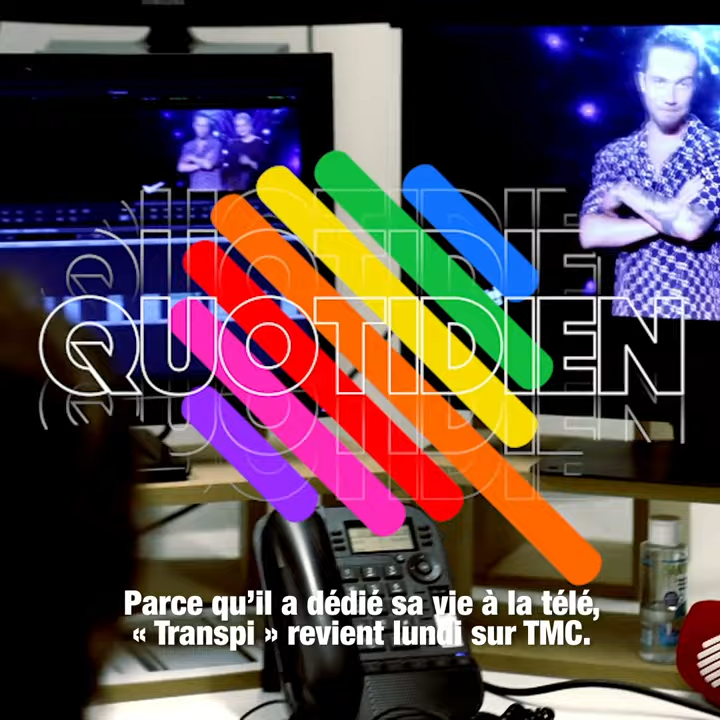 QUOTIDIEN
Parce qu’il a dédié sa vie à la télé,
« Transpi » revient lundi sur TMC.